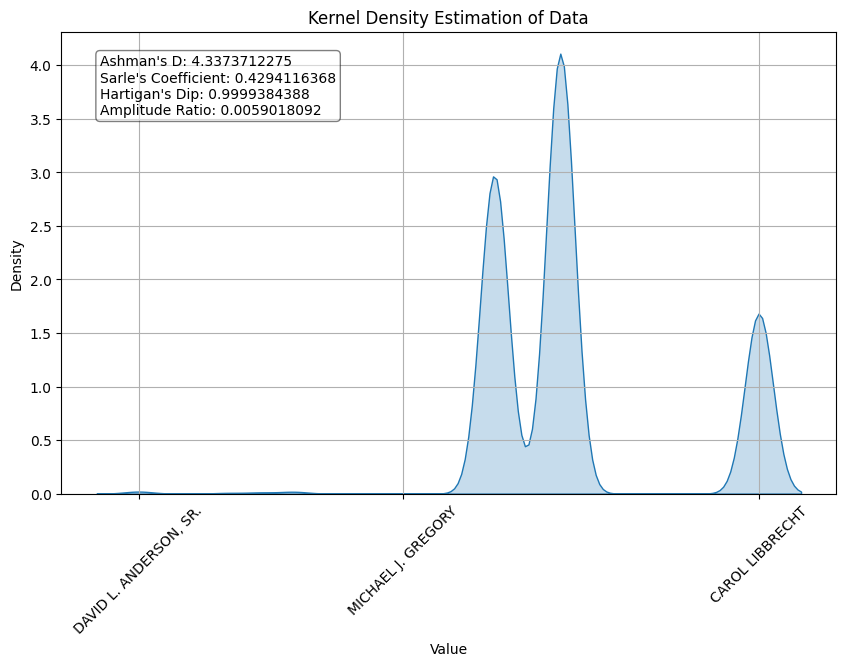 Kernel Density Estimation of Data
Ashman's D: 4.3373712275
Sarle's Coefficient: 0.4294116368
Hartigan's Dip: 0.9999384388
Amplitude Ratio: 0.0059018092
Density
4.0
3.5
3.0
2.5
2.0
1.5
1.0
0.5
0.0
DAVID L. ANDERSON, SR.
MICHAEL J. GREGORY
CAROL LIBBRECHT
Value